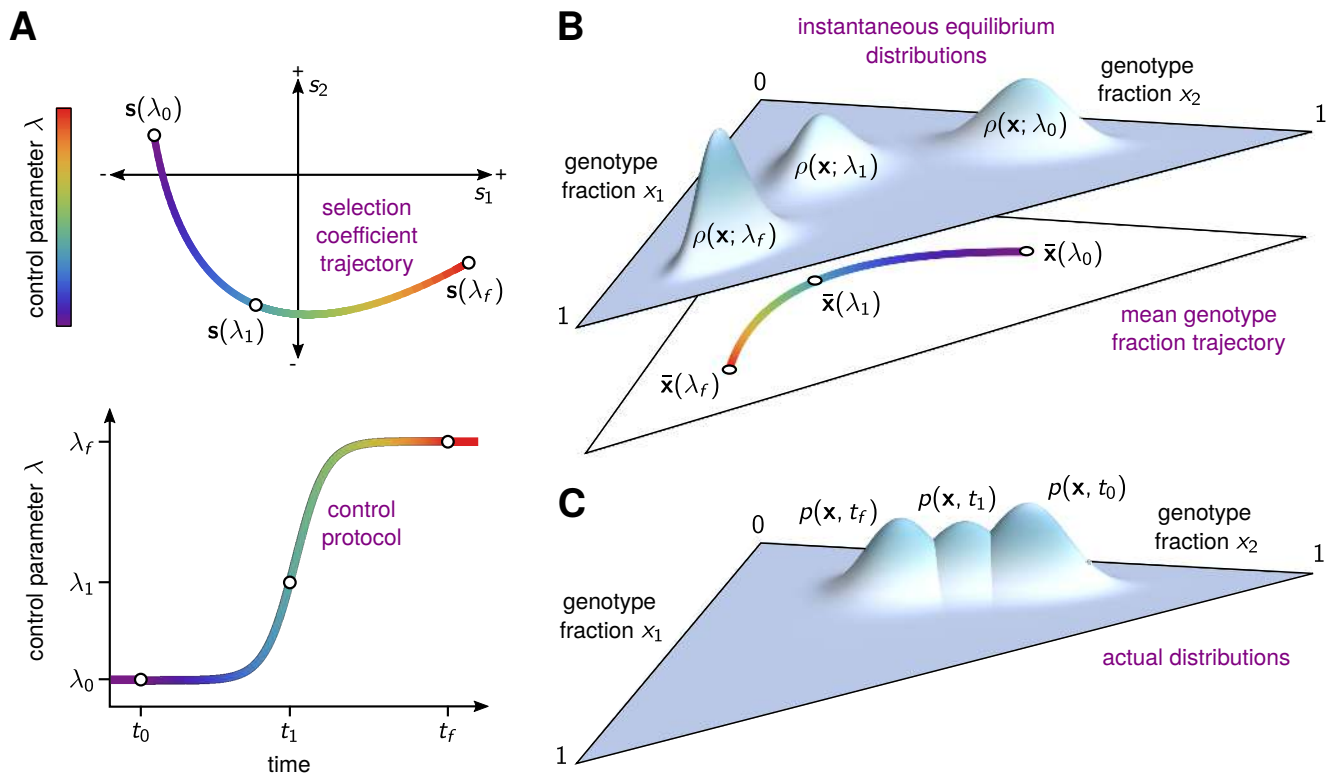 A
control parameter λ
+
s₂
s(λ₀)
-
+
s₁
selection
coefficient
trajectory
s(λ₁)
s(λf)
-
control parameter λ
λf
λ₁
λ₀
control
protocol
t₀
t₁
tf
time
B
instantaneous equilibrium
distributions
0
genotype
fraction x₂
1
ρ(x; λ₀)
ρ(x; λ₁)
genotype
fraction x₁
ρ(x; λf)
x̄(λ₀)
x̄(λ₁)
1
mean genotype
fraction trajectory
x̄(λf)
C
p(x, tf)
p(x, t₁)
p(x, t₀)
0
genotype
fraction x₂
1
genotype
fraction x₁
actual distributions
1